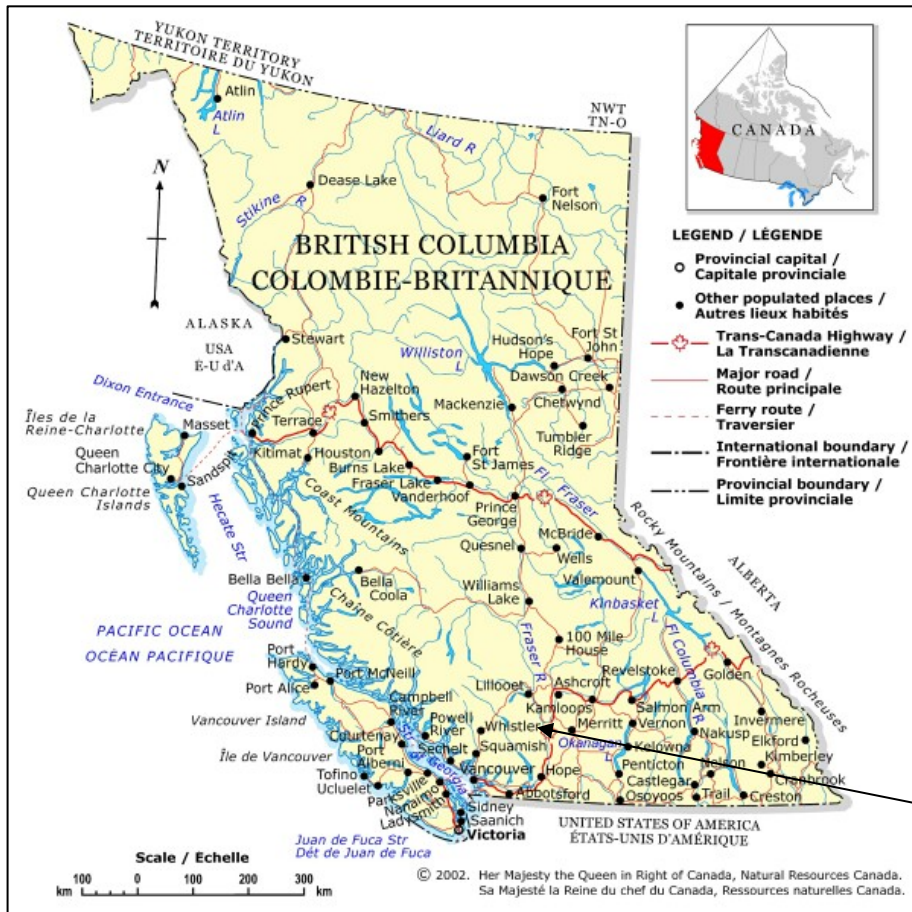 YUKON TERRITORY
TERRITOIRE DU YUKON
NWT
TN-O
Atlin
Atlin
L
Liard R
N
Dease Lake
Stikine R
Fort
Nelson
BRITISH COLUMBIA
COLOMBIE-BRITANNIQUE
ALASKA
USA
É-U d'A
Stewart
Williston
L
Hudson's
Hope
Fort St
John
Dawson Creek
Chetwynd
Mackenzie
Tumbler
Ridge
Dixon Entrance
Prince Rupert
New
Hazelton
Terrace
Smithers
Îles de la
Reine-Charlotte
Masset
Queen
Charlotte City
Sandspit
Queen Charlotte
Islands
Kitimat
Houston
Burns Lake
Fraser Lake
Vanderhoof
Fort
St James
Fl Fraser
Prince
George
Hecate Str
Coast Mountains
Quesnel
McBride
Wells
Valemount
Rocky Mountains / Montagnes Rocheuses
ALBERTA
Bella Bella
Bella
Coola
Williams
Lake
Kinbasket
L
Queen
Charlotte
Sound
Chaîne Côtière
PACIFIC OCEAN
OCÉAN PACIFIQUE
Fraser R
100 Mile
House
Fl Columbia R
Port
Hardy
Port McNeill
Port Alice
Lillooet
Ashcroft
Revelstoke
Golden
Kamloops
Salmon Arm
Vancouver Island
Campbell
River
Powell
River
Whistler
Merritt
Vernon
Nakusp
Invermere
Elkford
Courtenay
Str of Georgia
Sechelt
Squamish
Okanagan
L
Kelowna
Kimberley
Île de Vancouver
Port
Alberni
Vancouver
Hope
Penticton
Nelson
Cranbrook
Tofino
Ucluelet
Parksville
Nanaimo
Ladysmith
Abbotsford
Castlegar
Osoyoos
Trail
Creston
Sidney
Saanich
Victoria
Juan de Fuca Str
Dét de Juan de Fuca
UNITED STATES OF AMERICA
ÉTATS-UNIS D'AMÉRIQUE
Scale / Échelle
100 0 100 200 300
km km
© 2002. Her Majesty the Queen in Right of Canada, Natural Resources Canada.
Sa Majesté la Reine du chef du Canada, Ressources naturelles Canada.
CANADA
LEGEND / LÉGENDE
Provincial capital /
Capitale provinciale
Other populated places /
Autres lieux habités
Trans-Canada Highway /
La Transcanadienne
Major road /
Route principale
Ferry route /
Traversier
International boundary /
Frontière internationale
Provincial boundary /
Limite provinciale